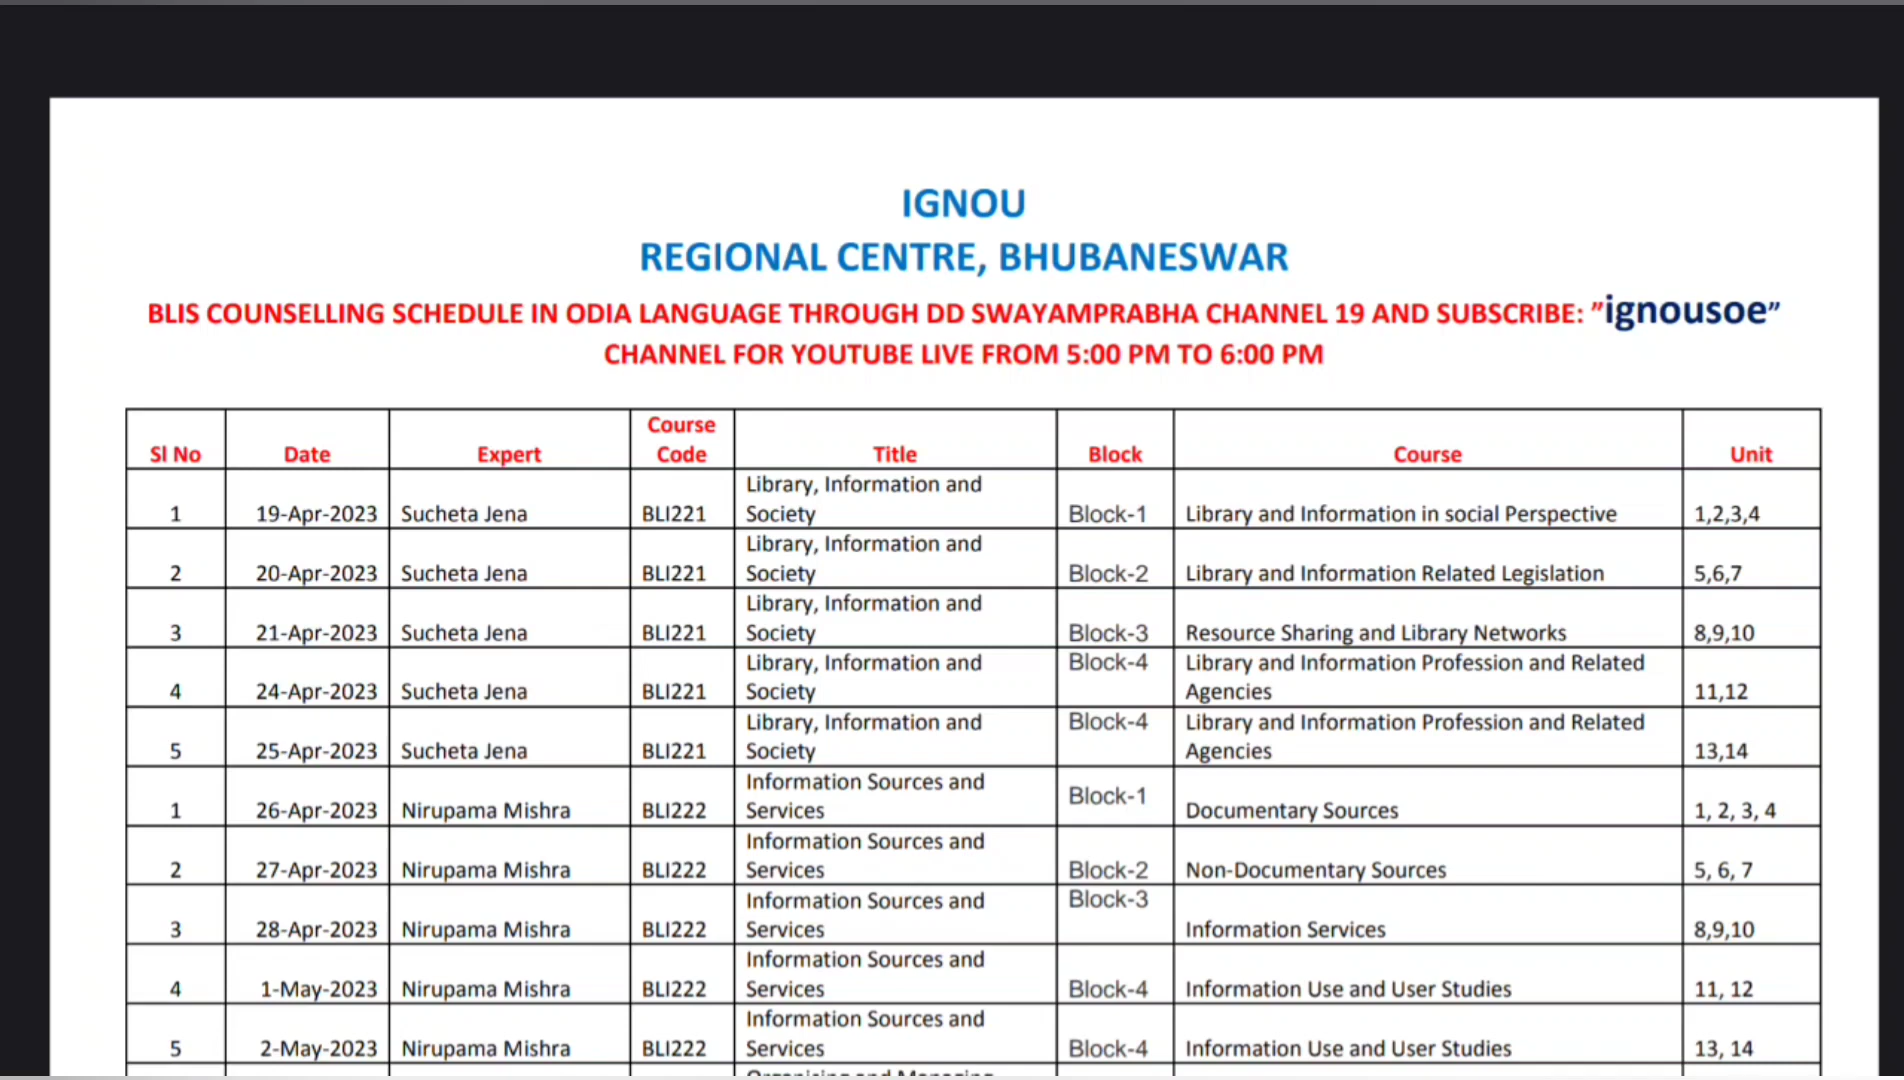 IGNOU
REGIONAL CENTRE, BHUBANESWAR
BLIS COUNSELLING SCHEDULE IN ODIA LANGUAGE THROUGH DD SWAYAMPRABHA CHANNEL 19 AND SUBSCRIBE: "ignousoe"
CHANNEL FOR YOUTUBE LIVE FROM 5:00 PM TO 6:00 PM
Sl No Date Expert Course Code Title Block Course Unit
1 19-Apr-2023 Sucheta Jena BLI221 Library, Information and Society Block-1 Library and Information in social Perspective 1,2,3,4
2 20-Apr-2023 Sucheta Jena BLI221 Library, Information and Society Block-2 Library and Information Related Legislation 5,6,7
3 21-Apr-2023 Sucheta Jena BLI221 Library, Information and Society Block-3 Resource Sharing and Library Networks 8,9,10
4 24-Apr-2023 Sucheta Jena BLI221 Library, Information and Society Block-4 Library and Information Profession and Related Agencies 11,12
5 25-Apr-2023 Sucheta Jena BLI221 Library, Information and Society Block-4 Library and Information Profession and Related Agencies 13,14
1 26-Apr-2023 Nirupama Mishra BLI222 Information Sources and Services Block-1 Documentary Sources 1, 2, 3, 4
2 27-Apr-2023 Nirupama Mishra BLI222 Information Sources and Services Block-2 Non-Documentary Sources 5, 6, 7
3 28-Apr-2023 Nirupama Mishra BLI222 Information Sources and Services Block-3 Information Services 8,9,10
4 1-May-2023 Nirupama Mishra BLI222 Information Sources and Services Block-4 Information Use and User Studies 11, 12
5 2-May-2023 Nirupama Mishra BLI222 Information Sources and Services Block-4 Information Use and User Studies 13, 14